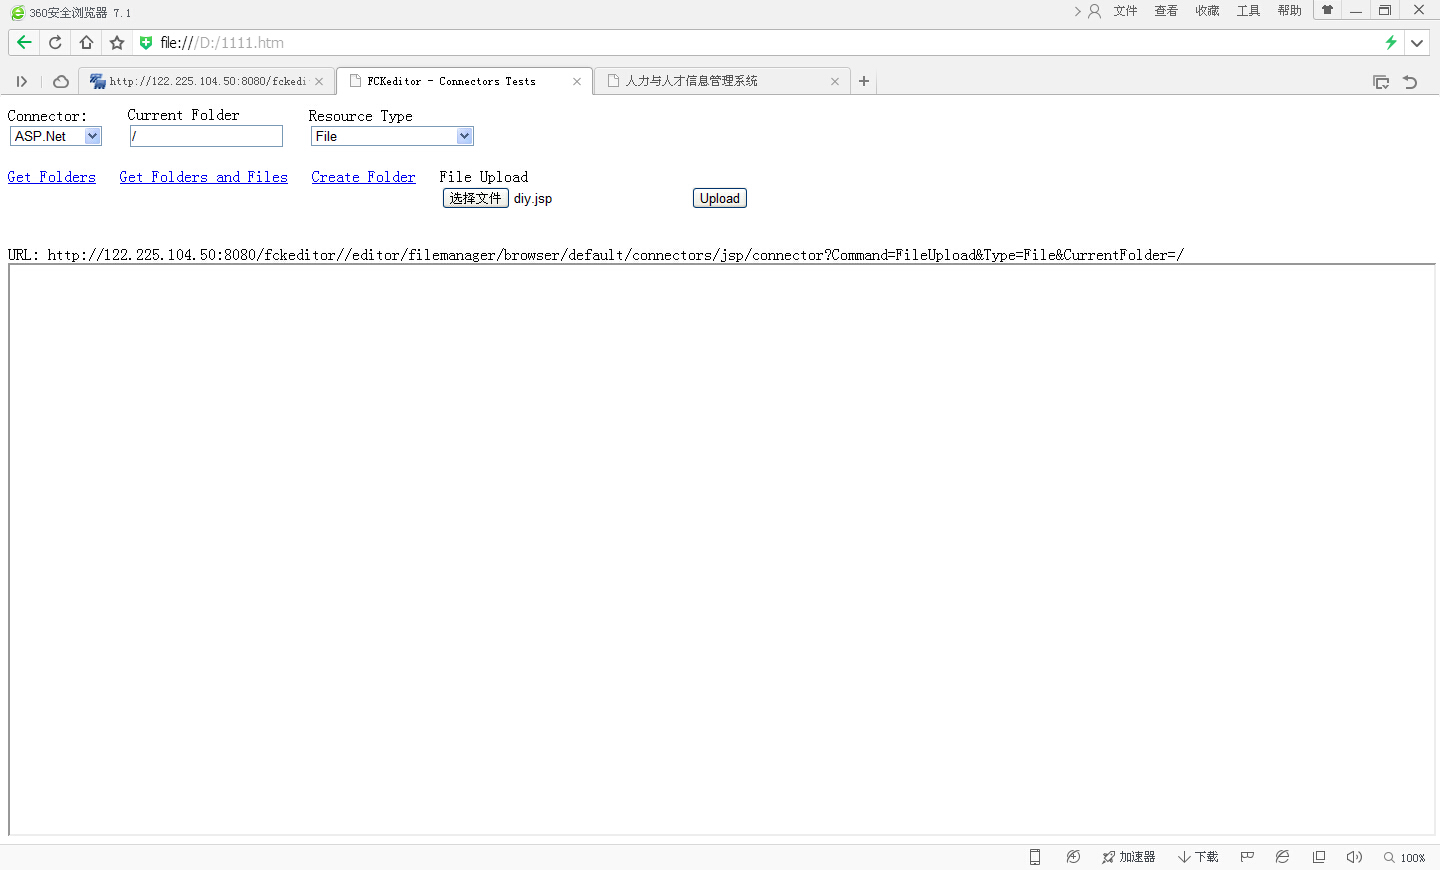 360安全浏览器 7.1
文件 查看 收藏 工具 帮助
file:///D:/1111.htm
http://122.225.104.50:8080/fckedi
FCKeditor - Connectors Tests
人力与人才信息管理系统
Connector: Current Folder Resource Type
ASP.Net / File
Get Folders Get Folders and Files Create Folder File Upload
选择文件 diy.jsp Upload
URL: http://122.225.104.50:8080/fckeditor//editor/filemanager/browser/default/connectors/jsp/connector?Command=FileUpload&Type=File&CurrentFolder=/
加速器 下载 100%